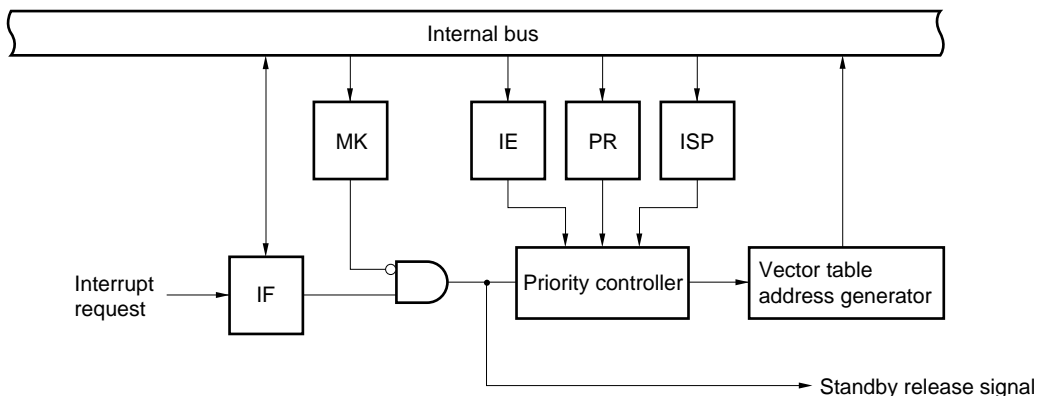 Internal bus
MK
IE
PR
ISP
Interrupt
request
IF
Priority controller
Vector table
address generator
Standby release signal